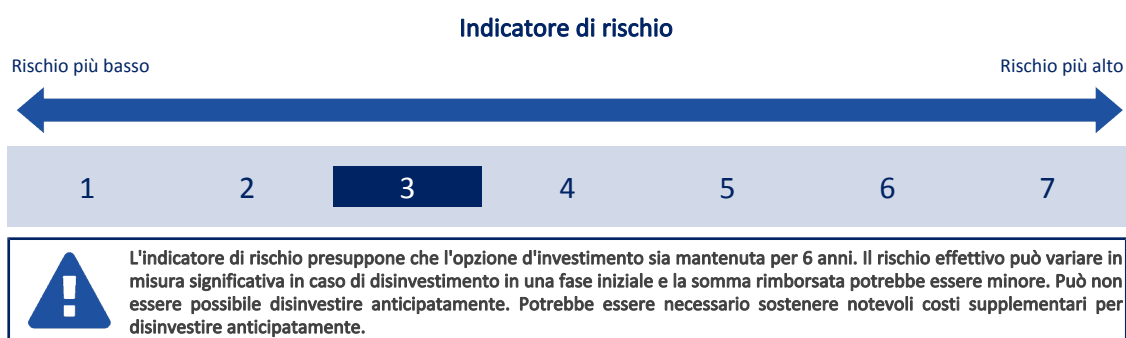 Indicatore di rischio
Rischio più basso
Rischio più alto
1 2 3 4 5 6 7
L'indicatore di rischio presuppone che l'opzione d'investimento sia mantenuta per 6 anni. Il rischio effettivo può variare in
misura significativa in caso di disinvestimento in una fase iniziale e la somma rimborsata potrebbe essere minore. Può non
essere possibile disinvestire anticipatamente. Potrebbe essere necessario sostenere notevoli costi supplementari per
disinvestire anticipatamente.